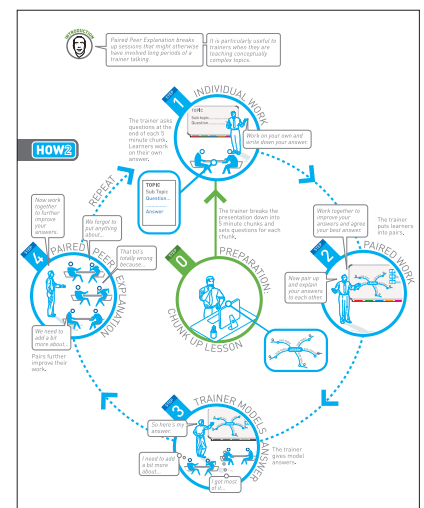 INTRODUCTION
Paired Peer Explanation breaks
up sessions that might otherwise
have involved long periods of a
trainer talking.
It is particularly useful to
trainers when they are
teaching conceptually
complex topics.
HOW2
STEP
1
INDIVIDUAL WORK
The trainer asks
questions at the
end of each 5
minute chunk.
Learners work
on their own
answer.
TOPIC
Sub topic
Question
Work on your own and
write down your answer.
TOPIC
Sub Topic
Question...
Answer
REPEAT
The trainer breaks the
presentation down into
5 minute chunks and
sets questions for each
chunk.
STEP
0
PREPARATION:
CHUNK UP LESSON
STEP
2
PAIRED WORK
Work together to
improve your
answers and agree
your best answer.
The trainer
puts learners
into pairs.
Now pair up
and explain
your answers
to each other.
STEP
3
TRAINER MODELS ANSWER
So here's my
answer.
I need to add
a bit more
about...
I got most
of it...
The trainer
gives model
answers.
STEP
4
PAIRED PEER EXPLANATION
Now work
together
to further
improve
your
answers.
We forgot to
put anything
about...
That bit's
totally wrong
because...
We need to
add a bit
more about...
Pairs further
improve their
work.